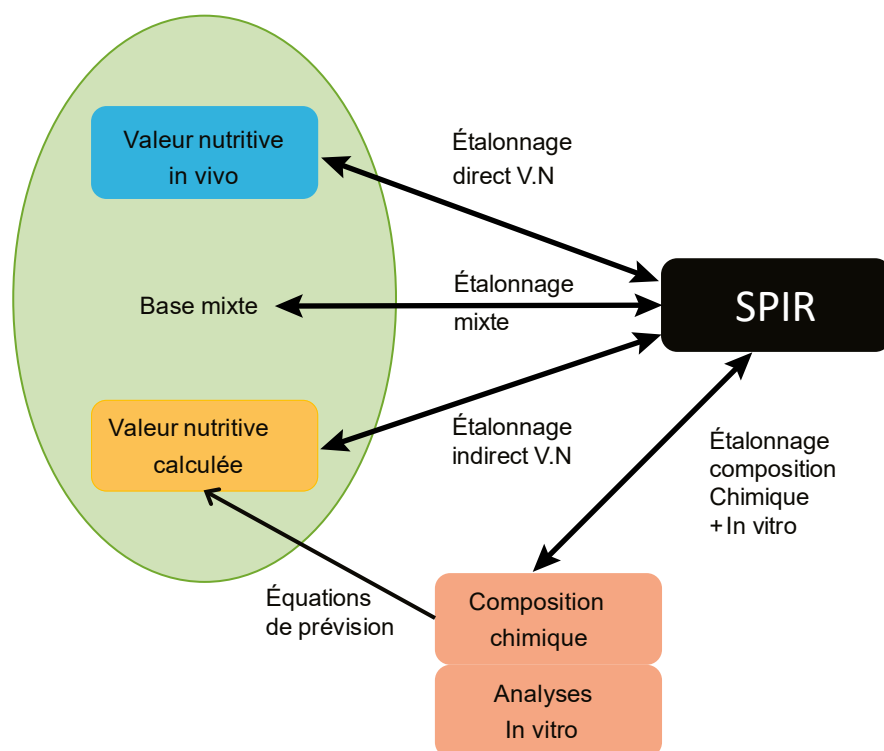 Valeur nutritive
in vivo
Étalonnage
direct V.N
Base mixte
Étalonnage
mixte
SPIR
Valeur nutritive
calculée
Étalonnage
indirect V.N
Étalonnage
composition
Chimique
+ In vitro
Équations
de prévision
Composition
chimique
Analyses
In vitro